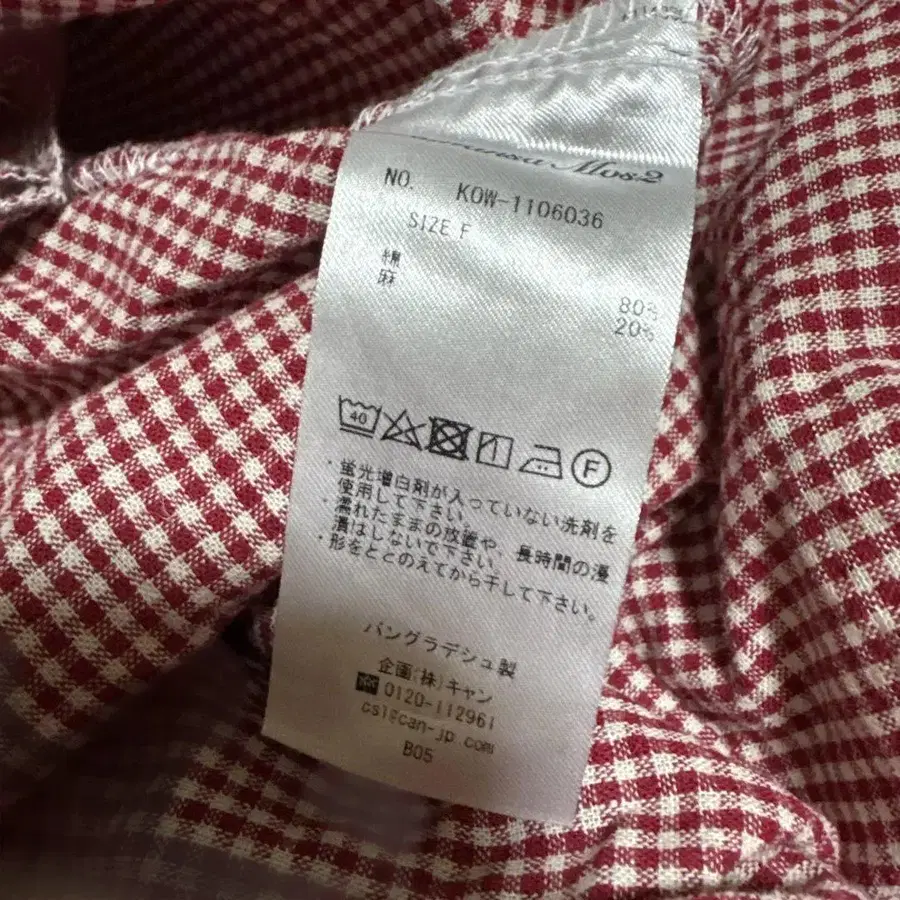 Mos2
NO. KOW-1106036
SIZE F
綿 80%
麻 20%
40
F
・蛍光増白剤が入っていない洗剤を
使用して下さい。
・濡れたままの放置や、長時間の浸
漬はしないで下さい。
・形をととのえてから干して下さい。
バングラデシュ製
企画(株)キャン
0120-112961
cs1@can-jp.com
B05